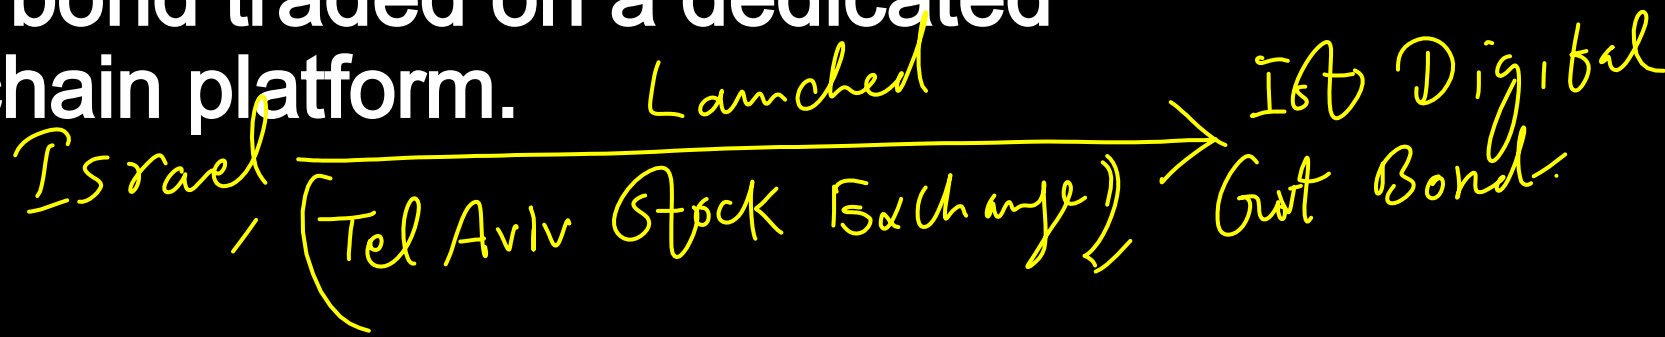 bond traded on a dedicated
chain platform.
Launched
Israel, (Tel Aviv Stock Exchange)
Ist Digital
Govt Bond.